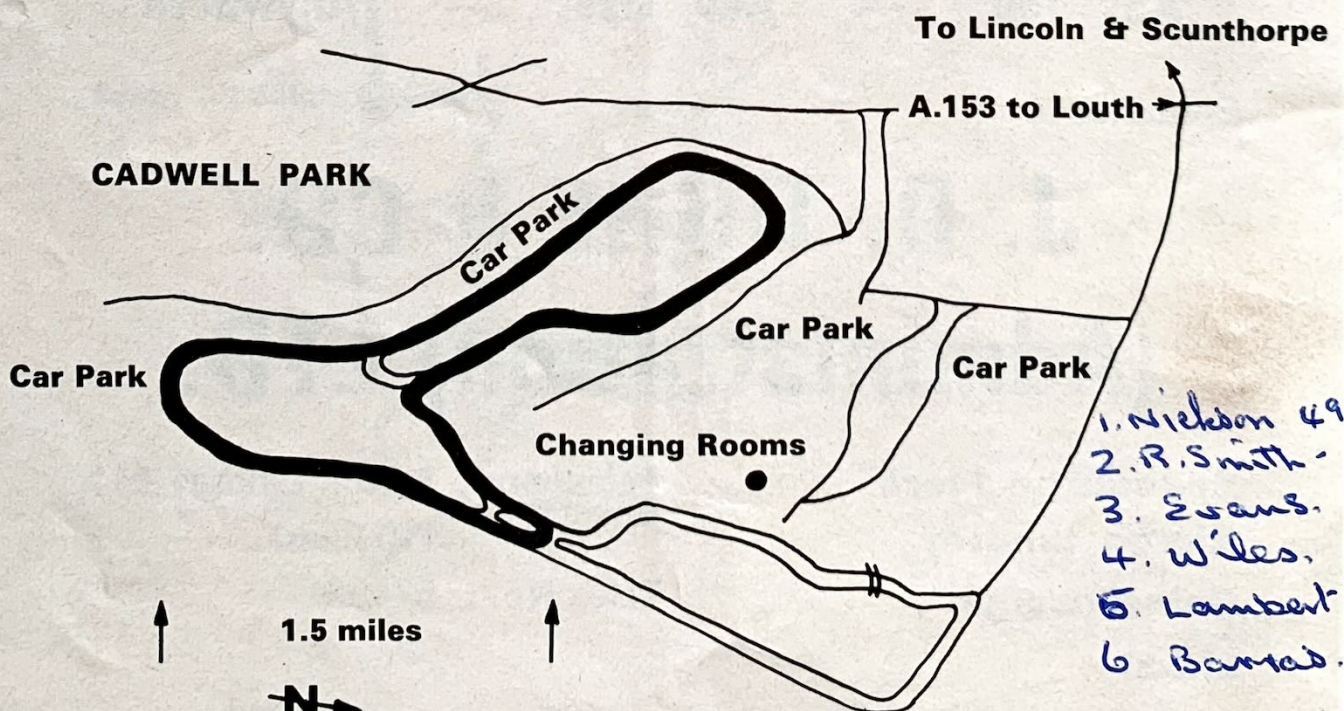 To Lincoln & Scunthorpe
A.153 to Louth
CADWELL PARK
Car Park
Car Park
Car Park
Car Park
Changing Rooms
1.5 miles
N
1. Nickson 49
2. R. Smith -
3. Evans.
4. Wiles.
5. Lambert
6 Barras.